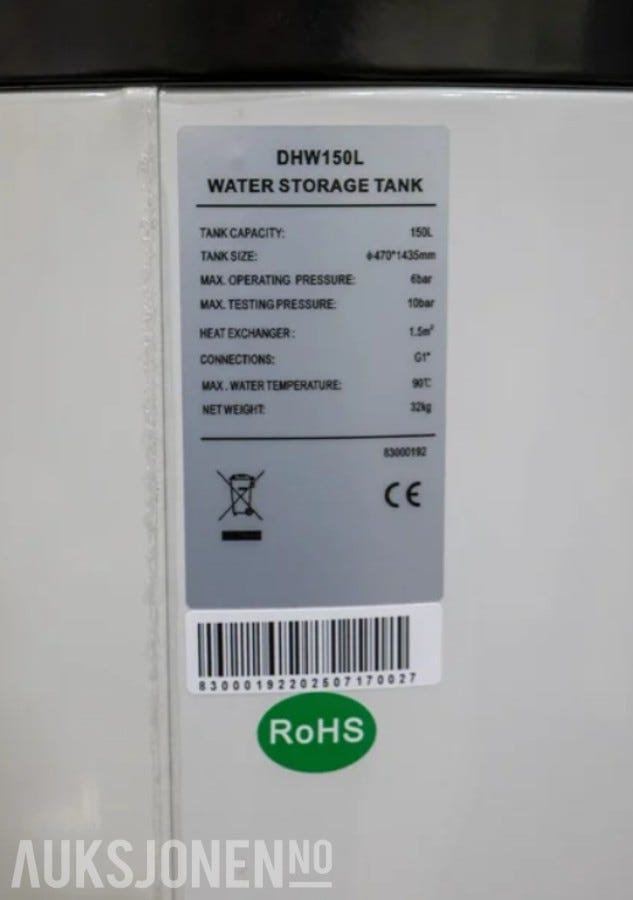 DHW150L
WATER STORAGE TANK
TANK CAPACITY: 150L
TANK SIZE: ϕ470*1435mm
MAX. OPERATING PRESSURE: 6bar
MAX. TESTING PRESSURE: 10bar
HEAT EXCHANGER: 1.5m²
CONNECTIONS: G1"
MAX. WATER TEMPERATURE: 90℃
NET WEIGHT: 32kg
83000192
CE
83000192202507170027
RoHS
AUKSJONEN.NO